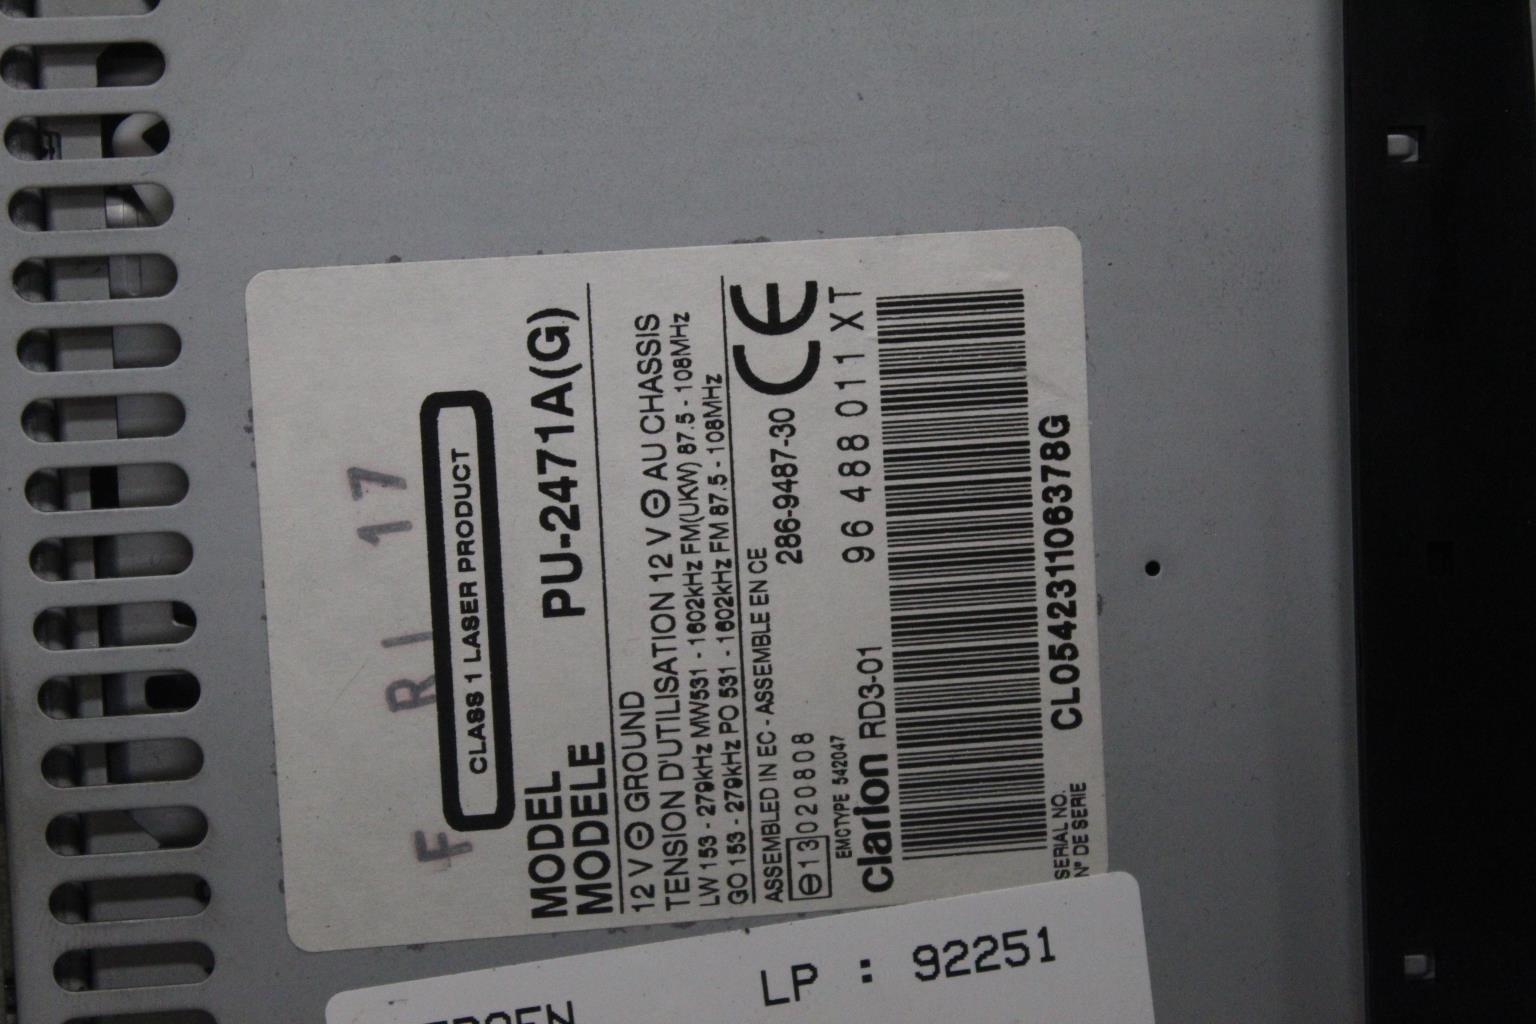 F RI 17
CLASS 1 LASER PRODUCT
MODEL
MODELE PU-2471A(G)
12 V ⊖ GROUND
TENSION D'UTILISATION 12 V ⊖ AU CHASSIS
LW 153 - 279kHz MW531 - 1602kHz FM(UKW) 87.5 - 108MHz
GO 153 - 279kHz PO 531 - 1602kHz FM 87.5 - 108MHz
ASSEMBLED IN EC - ASSEMBLE EN CE
e13 020808 286-9487-30 CE
EMCTYPE 542047
Clarion RD3-01 96 488 011 XT
SERIAL NO.
N° DE SERIE CL054231106378G
LP : 92251